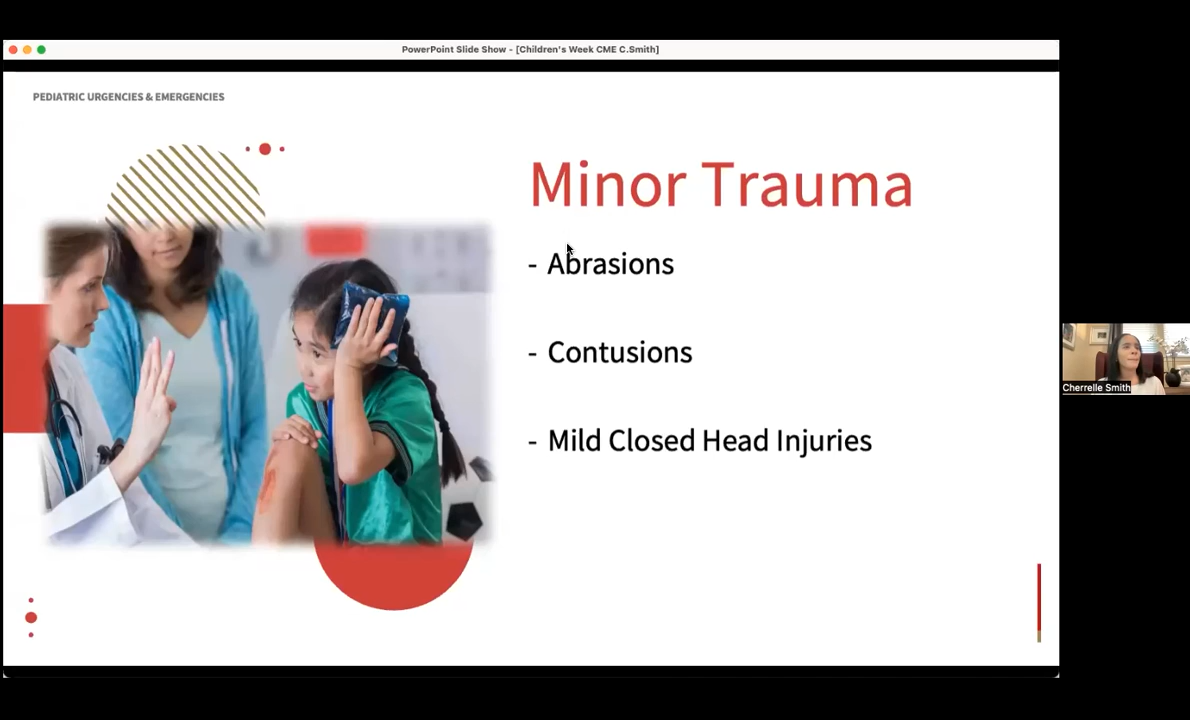 PowerPoint Slide Show - [Children's Week CME C.Smith]
PEDIATRIC URGENCIES & EMERGENCIES
Minor Trauma
- Abrasions
- Contusions
- Mild Closed Head Injuries
Cherrelle Smith